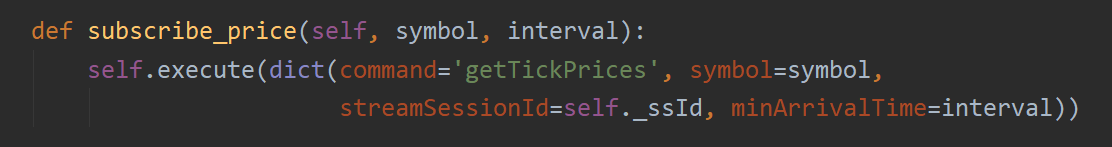 def subscribe_price(self, symbol, interval):
self.execute(dict(command='getTickPrices', symbol=symbol,
streamSessionId=self._ssId, minArrivalTime=interval))